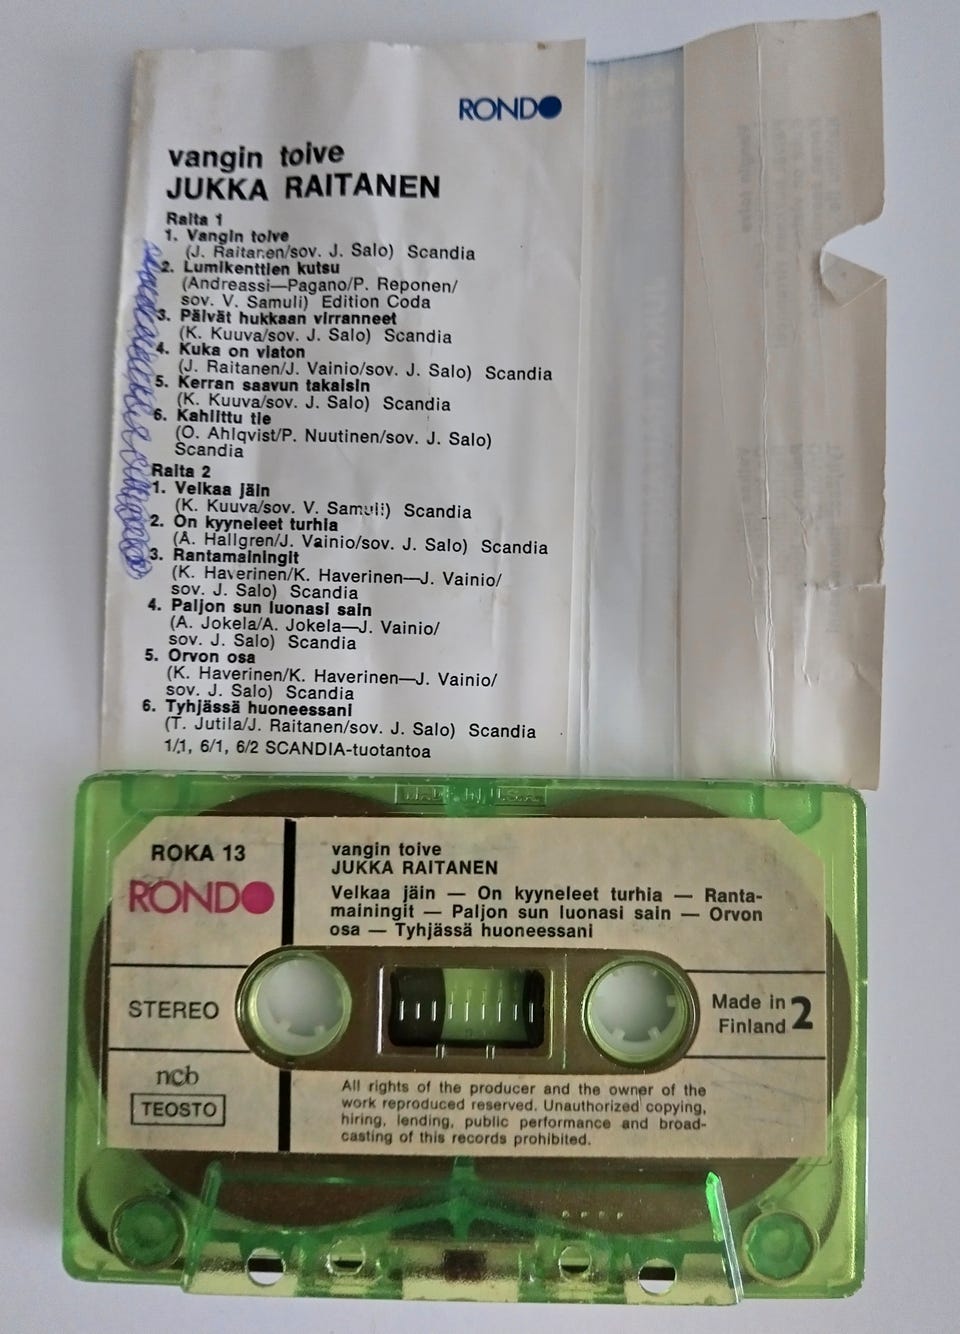 RONDO
vangin toive
JUKKA RAITANEN
Raita 1
1. Vangin toive
(J. Raitanen/sov. J. Salo) Scandia
2. Lumikenttien kutsu
(Andreassi—Pagano/P. Reponen/
sov. V. Samuli) Edition Coda
3. Päivät hukkaan virranneet
(K. Kuuva/sov. J. Salo) Scandia
4. Kuka on viaton
(J. Raitanen/J. Vainio/sov. J. Salo) Scandia
5. Kerran saavun takaisin
(K. Kuuva/sov. J. Salo) Scandia
6. Kahlittu tie
(O. Ahlqvist/P. Nuutinen/sov. J. Salo)
Scandia
Raita 2
1. Velkaa jäin
(K. Kuuva/sov. V. Samuli) Scandia
2. On kyyneleet turhia
(A. Hallgren/J. Vainio/sov. J. Salo) Scandia
3. Rantamainingit
(K. Haverinen/K. Haverinen—J. Vainio/
sov. J. Salo) Scandia
4. Paljon sun luonasi sain
(A. Jokela/A. Jokela—J. Vainio/
sov. J. Salo) Scandia
5. Orvon osa
(K. Haverinen/K. Haverinen—J. Vainio/
sov. J. Salo) Scandia
6. Tyhjässä huoneessani
(T. Jutila/J. Raitanen/sov. J. Salo) Scandia
1/1, 6/1, 6/2 SCANDIA-tuotantoa
MADE IN U.S.A.
ROKA 13
RONDO
vangin toive
JUKKA RAITANEN
Velkaa jäin — On kyyneleet turhia — Ranta-
mainingit — Paljon sun luonasi sain — Orvon
osa — Tyhjässä huoneessani
STEREO
Made in
Finland 2
ncb
TEOSTO
All rights of the producer and the owner of the
work reproduced reserved. Unauthorized copying,
hiring, lending, public performance and broad-
casting of this records prohibited.